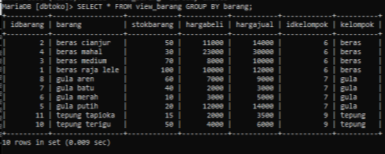 MariaDB [dbtoko]> SELECT * FROM view_barang GROUP BY barang;
| idbarang | barang | stokbarang | hargabeli | hargajual | idkelompok | kelompok |
| 2 | beras cianjur | 50 | 11000 | 14000 | 6 | beras |
| 4 | beras mahal | 30 | 23000 | 30000 | 6 | beras |
| 3 | beras medium | 70 | 8000 | 10000 | 6 | beras |
| 1 | beras raja lele | 100 | 10000 | 12000 | 6 | beras |
| 8 | gula aren | 60 | 7000 | 9000 | 7 | gula |
| 7 | gula batu | 40 | 2000 | 3000 | 7 | gula |
| 6 | gula merah | 10 | 3000 | 5000 | 7 | gula |
| 5 | gula putih | 20 | 12000 | 14000 | 7 | gula |
| 11 | tepung tapioka | 15 | 2000 | 3500 | 9 | tepung |
| 10 | tepung terigu | 50 | 4000 | 6000 | 9 | tepung |
10 rows in set (0.009 sec)